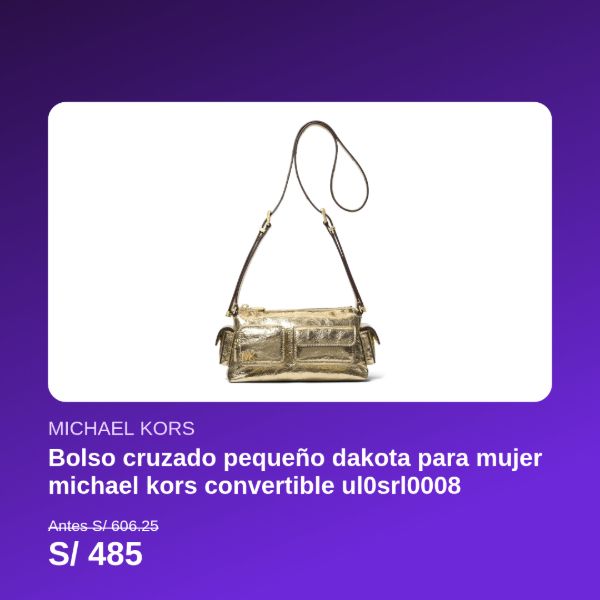 MICHAEL KORS
Bolso cruzado pequeño dakota para mujer
michael kors convertible ul0srl0008
Antes S/ 606.25
S/ 485